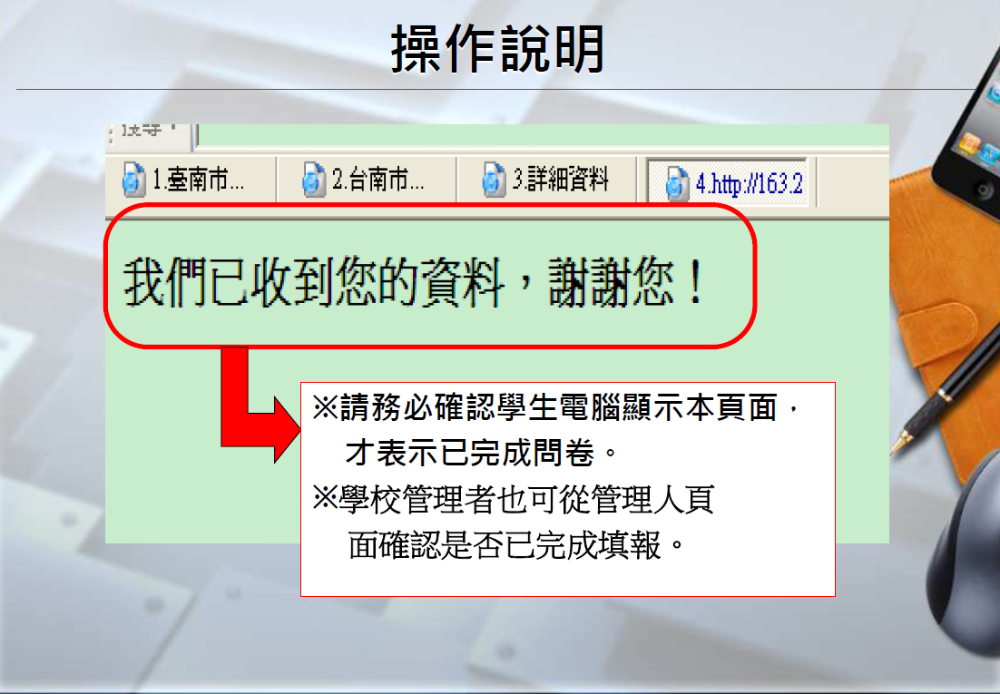 操作說明
1.臺南市...
2.台南市...
3.詳細資料
4.http://163.2
我們已收到您的資料，謝謝您！
※請務必確認學生電腦顯示本頁面，
才表示已完成問卷。
※學校管理者也可從管理人頁
面確認是否已完成填報。